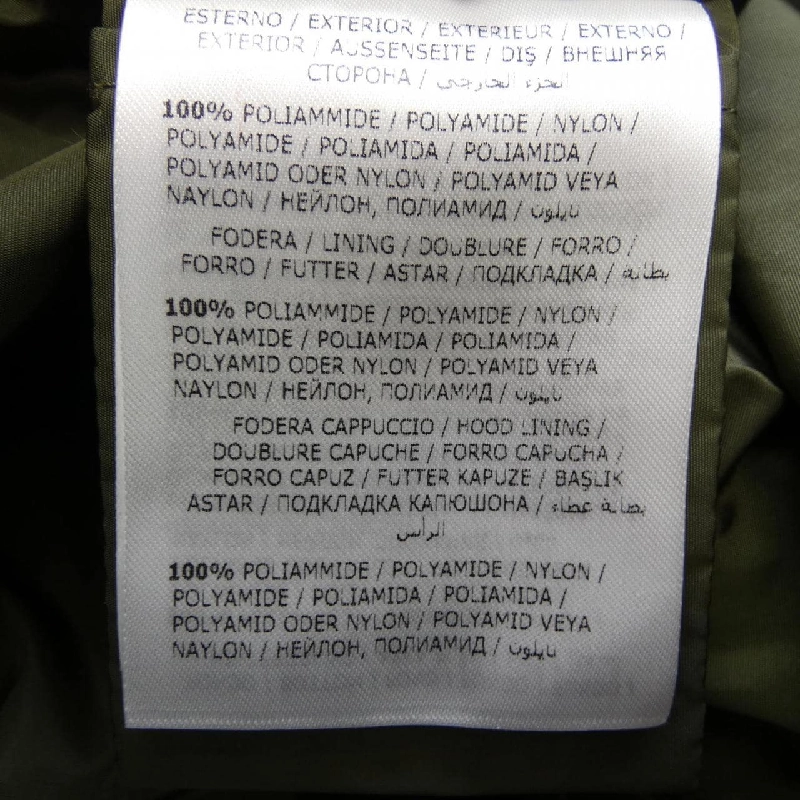 ESTERNO / EXTERIOR / EXTERIEUR / EXTERNO /
EXTERIOR / AUSSENSEITE / DIŞ / ВНЕШНЯЯ
СТОРОНА / الجزء الخارجي
100% POLIAMMIDE / POLYAMIDE / NYLON /
POLYAMIDE / POLIAMIDA / POLIAMIDA /
POLYAMID ODER NYLON / POLYAMID VEYA
NAYLON / НЕЙЛОН, ПОЛИАМИД / نايلون
FODERA / LINING / DOUBLURE / FORRO /
FORRO / FUTTER / ASTAR / ПОДКЛАДКА / بطانة
100% POLIAMMIDE / POLYAMIDE / NYLON /
POLYAMIDE / POLIAMIDA / POLIAMIDA /
POLYAMID ODER NYLON / POLYAMID VEYA
NAYLON / НЕЙЛОН, ПОЛИАМИД / نايلون
FODERA CAPPUCCIO / HOOD LINING /
DOUBLURE CAPUCHE / FORRO CAPUCHA /
FORRO CAPUZ / FUTTER KAPUZE / BAŞLIK
ASTAR / ПОДКЛАДКА КАПЮШОНА / بطانة غطاء
الرأس
100% POLIAMMIDE / POLYAMIDE / NYLON /
POLYAMIDE / POLIAMIDA / POLIAMIDA /
POLYAMID ODER NYLON / POLYAMID VEYA
NAYLON / НЕЙЛОН, ПОЛИАМИД / نايلون